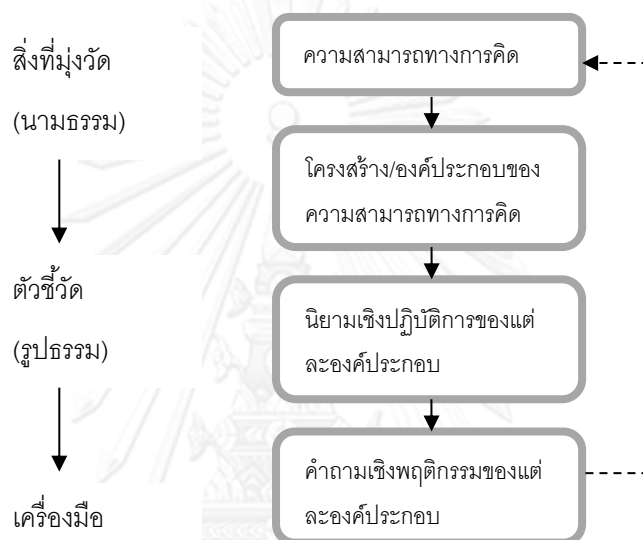 สิ่งที่มุ่งวัด
(นามธรรม)
ตัวชี้วัด
(รูปธรรม)
เครื่องมือ
ความสามารถทางการคิด
โครงสร้าง/องค์ประกอบของ
ความสามารถทางการคิด
นิยามเชิงปฏิบัติการของแต่
ละองค์ประกอบ
คำถามเชิงพฤติกรรมของแต่
ละองค์ประกอบ